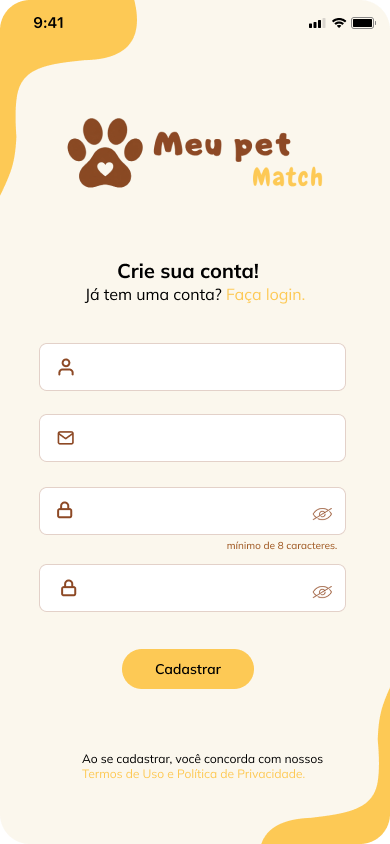 9:41
Meu pet
Match
Crie sua conta!
Já tem uma conta? Faça login.
mínimo de 8 caracteres.
Cadastrar
Ao se cadastrar, você concorda com nossos
Termos de Uso e Política de Privacidade.